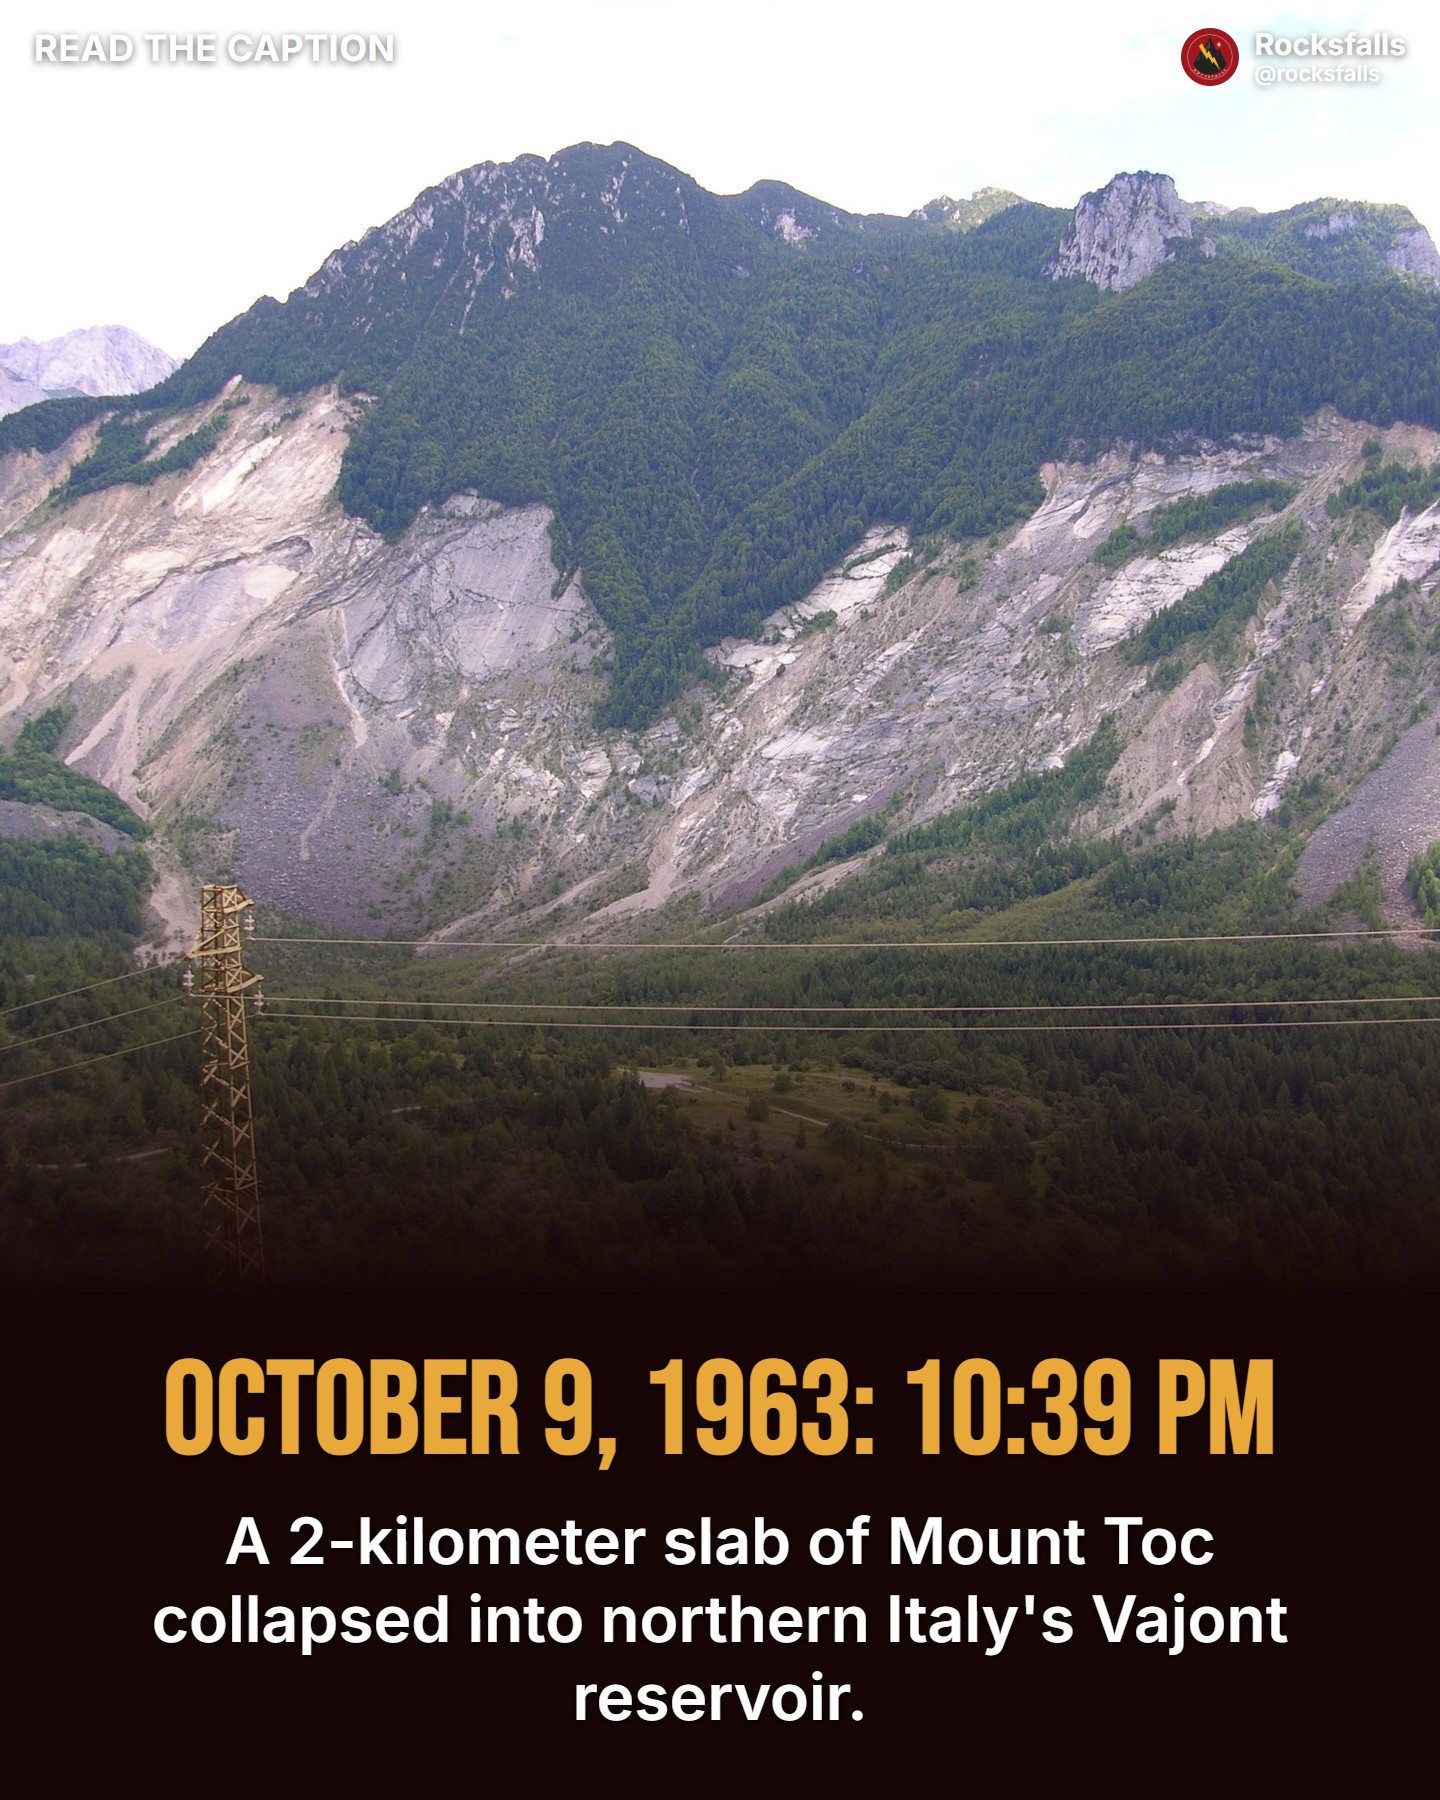 READ THE CAPTION
Rocksfalls
@rocksfalls
OCTOBER 9, 1963: 10:39 PM
A 2-kilometer slab of Mount Toc
collapsed into northern Italy's Vajont
reservoir.